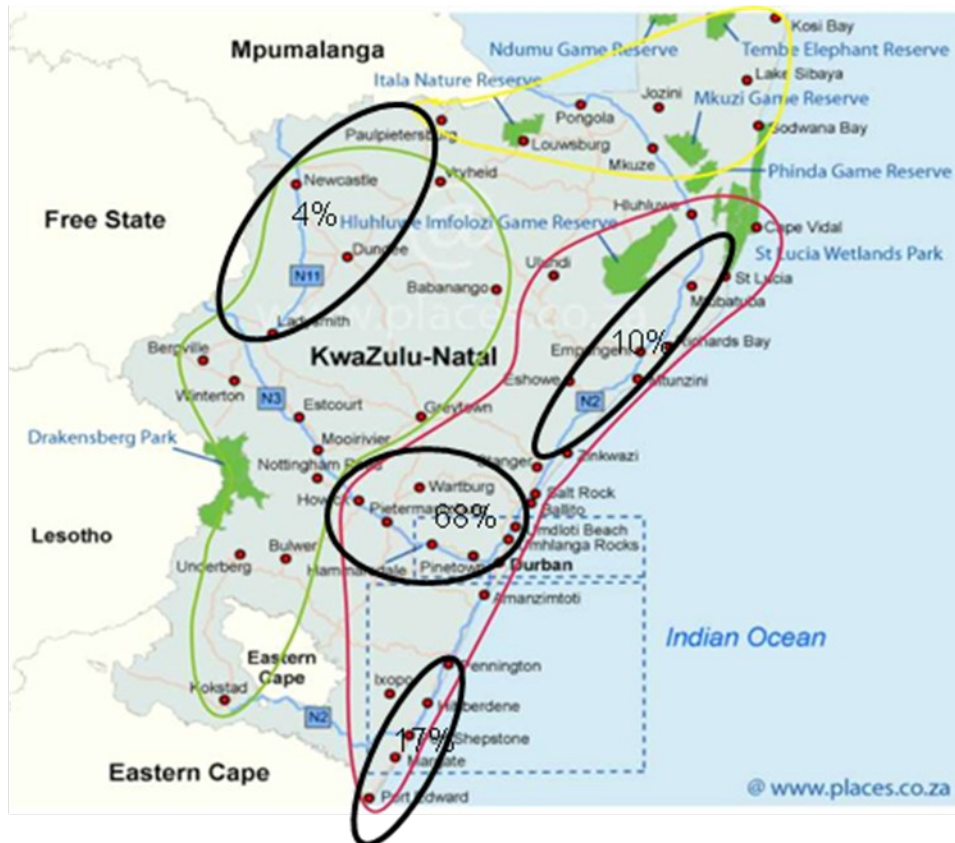 Kosi Bay
Mpumalanga
Ndumu Game Reserve
Tembe Elephant Reserve
Itala Nature Reserve
Lake Sibaya
Jozini
Mkuzi Game Reserve
Pongola
Paulpietersburg
Sodwana Bay
Louwsburg
Mkuze
Phinda Game Reserve
Vryheid
Newcastle
Free State
4%
Hluhluwe
Hluhluwe Imfolozi Game Reserve
Cape Vidal
Dundee
St Lucia Wetlands Park
Ulundi
N11
St Lucia
Babanango
Mtubatuba
www.places.co.za
Ladysmith
10%
Richards Bay
Bergville
KwaZulu-Natal
Empangeni
Eshowe
Mtunzini
Winterton
N3
N2
Estcourt
Greytown
Drakensberg Park
Mooirivier
Zinkwazi
Nottingham
Stanger
Wartburg
Howick
Salt Rock
Ballito
68%
Lesotho
Umdloti Beach
Umhlanga Rocks
Bulwer
Underberg
Hammarsdale
Pinetown
Durban
Amanzimtoti
Indian Ocean
Eastern
Cape
Pennington
Ixopo
Kokstad
Hibberdene
N2
17%
Shepstone
Margate
Eastern Cape
Port Edward
@ www.places.co.za